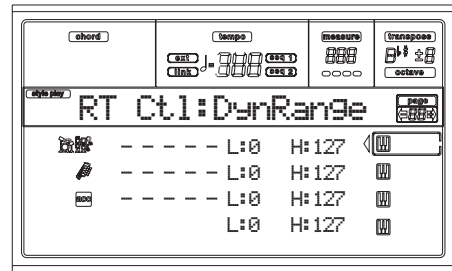 chord tempo measure transpose
ext seq 1
link seq 2
octave
style play
RT Ctl:DynRange page
- - - - - L:0 H:127 W
- - - - - L:0 H:127 W
acc - - - - - L:0 H:127 W
L:0 H:127 W